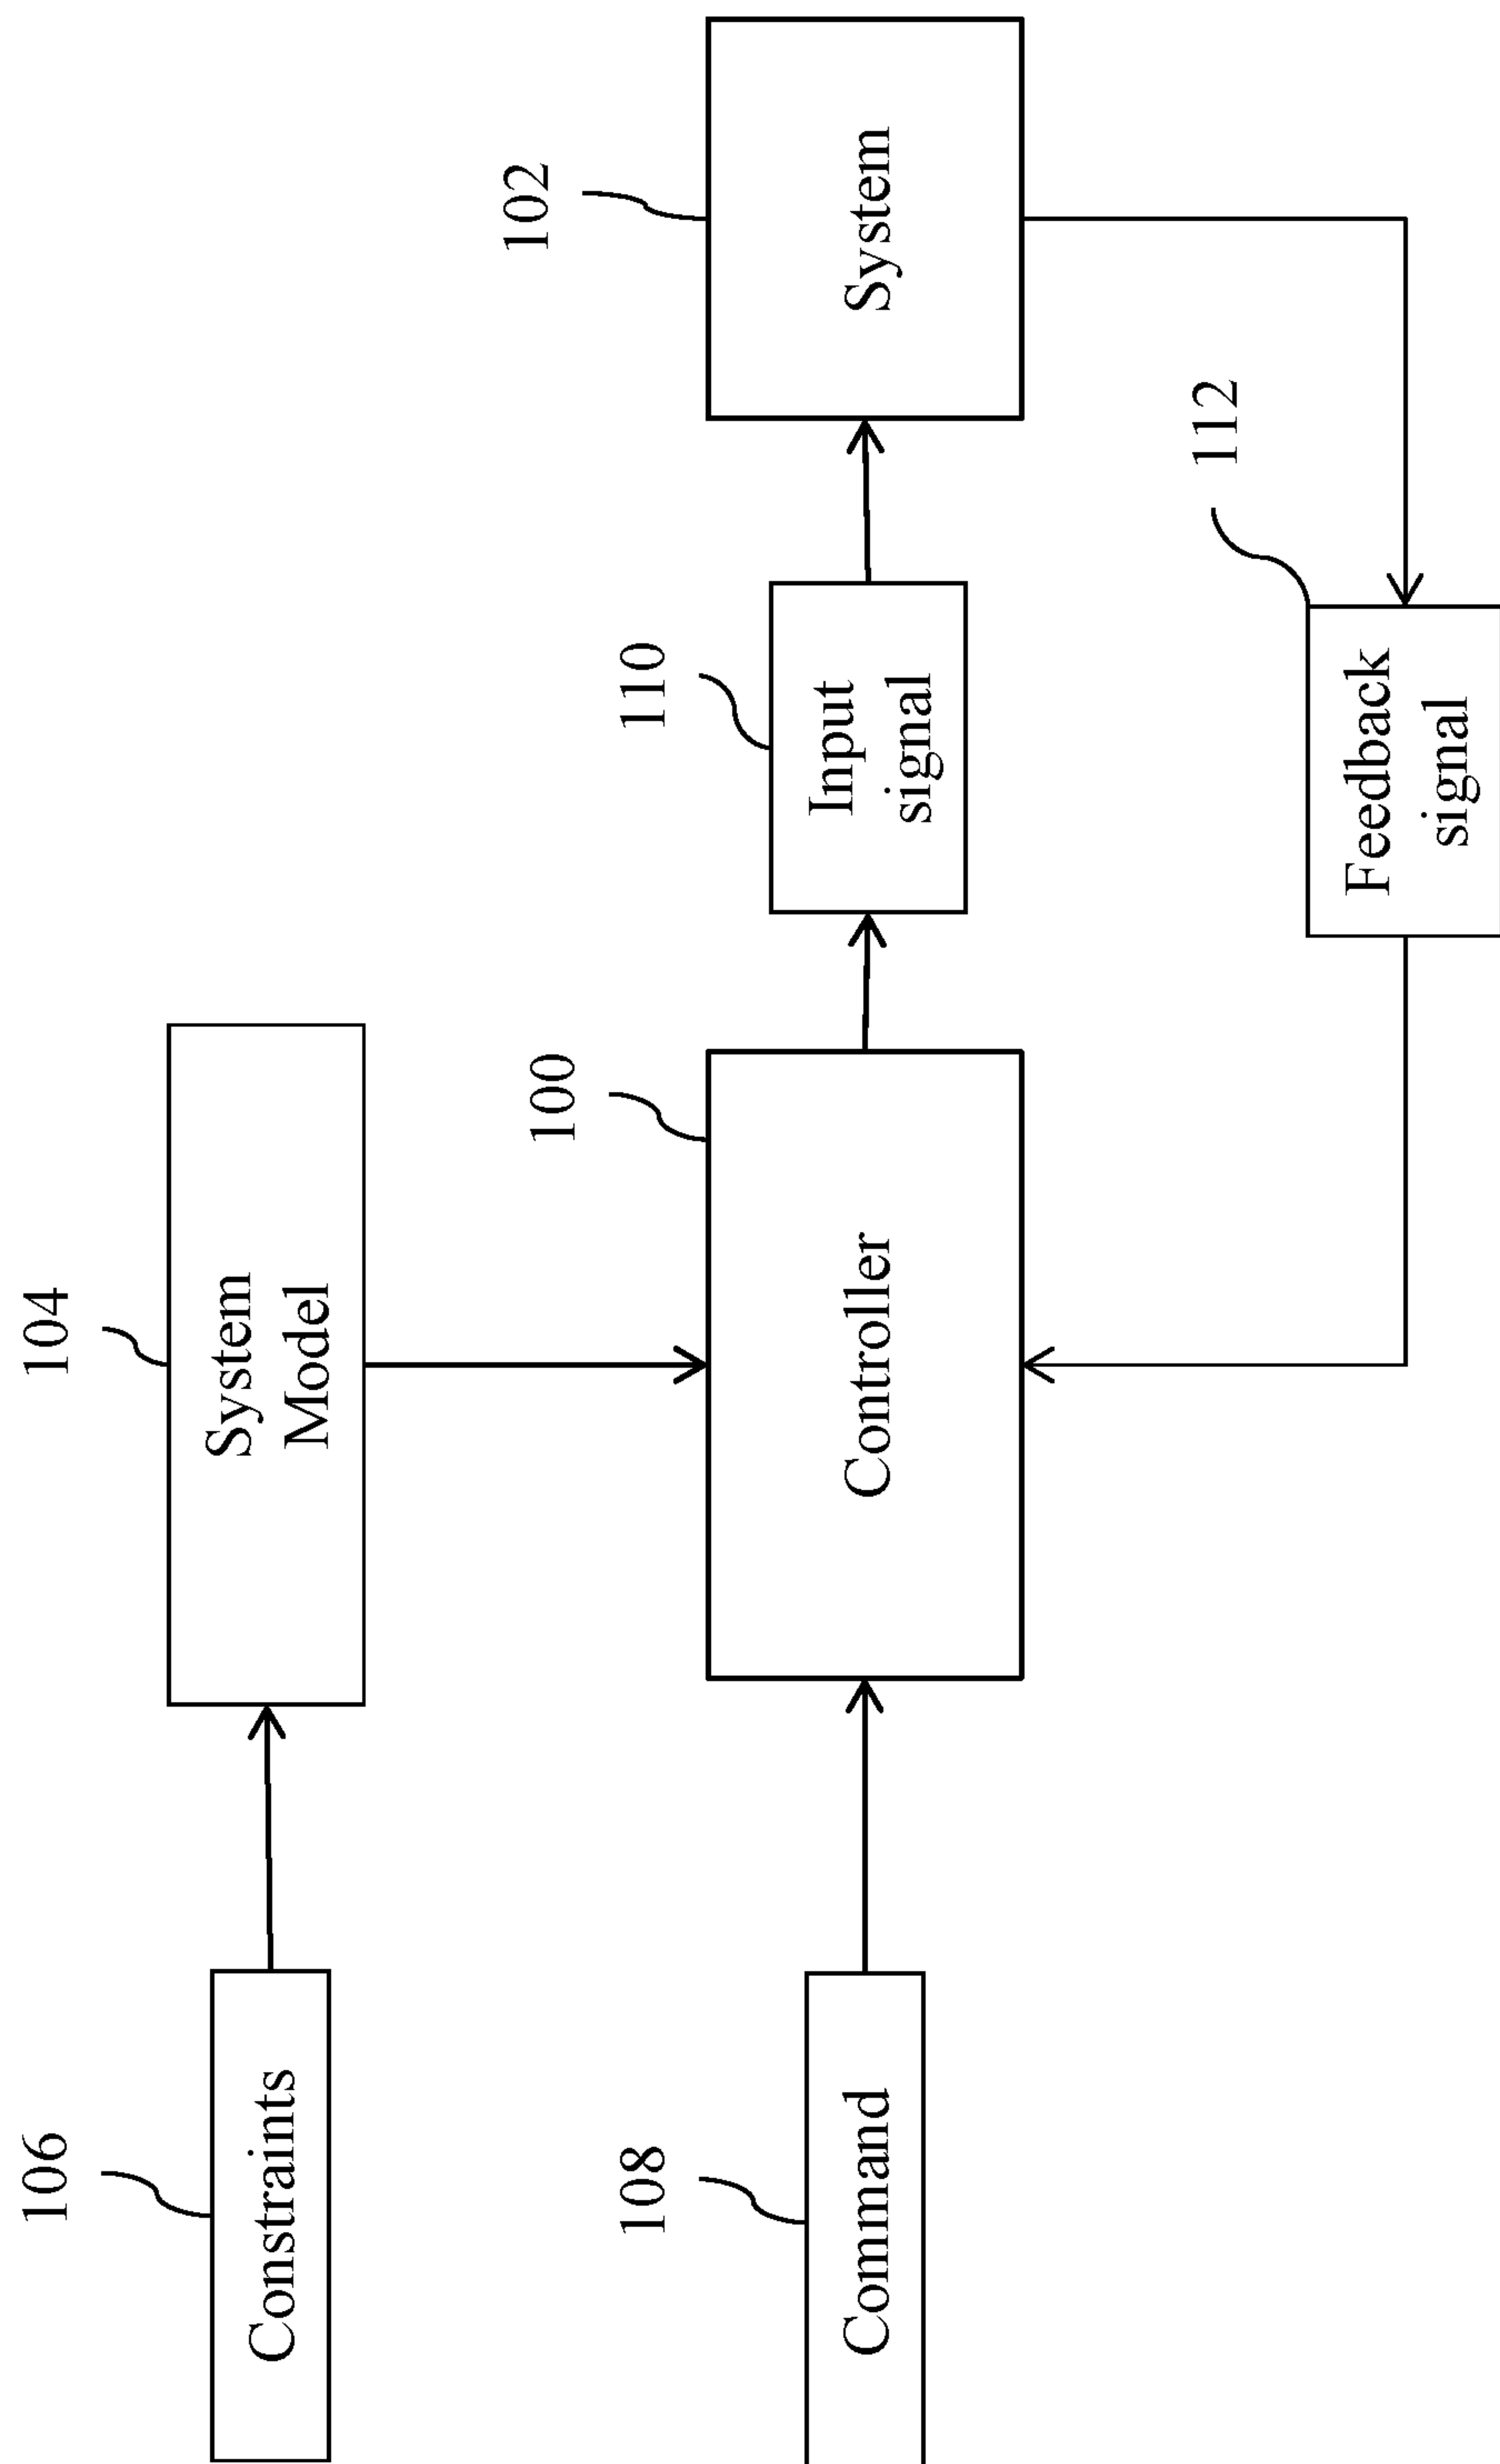 106
Constraints
104
System
Model
108
Command
100
Controller
110
Input
signal
102
System
112
Feedback
signal